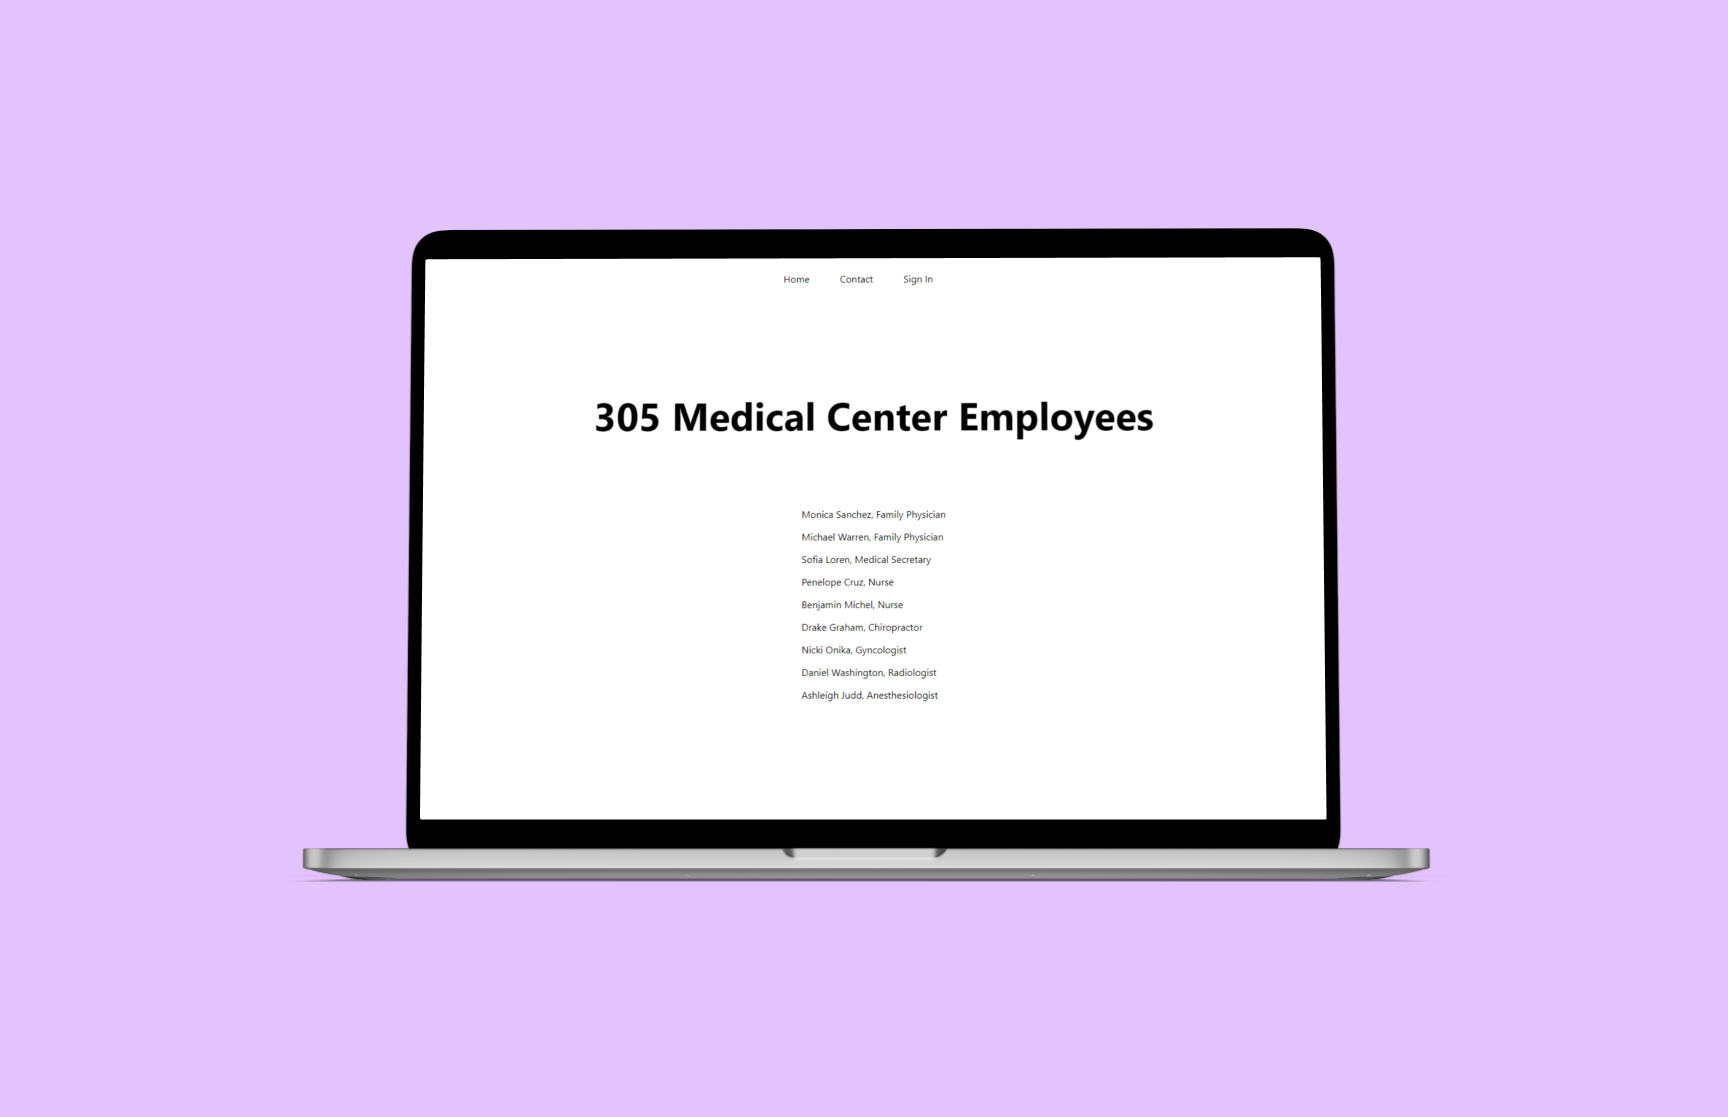 Home Contact Sign In
305 Medical Center Employees
Monica Sanchez, Family Physician
Michael Warren, Family Physician
Sofia Loren, Medical Secretary
Penelope Cruz, Nurse
Benjamin Michel, Nurse
Drake Graham, Chiropractor
Nicki Onika, Gyncologist
Daniel Washington, Radiologist
Ashleigh Judd, Anesthesiologist